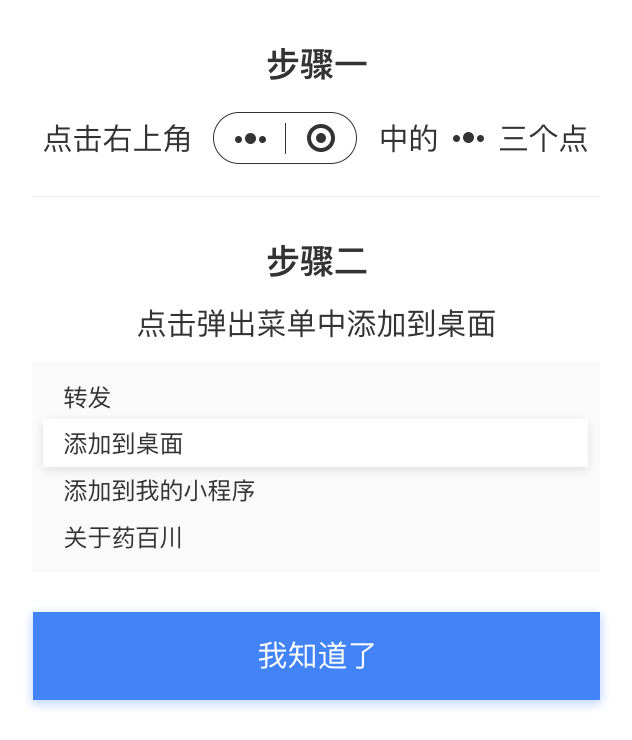 步骤一
点击右上角 中的 三个点
步骤二
点击弹出菜单中添加到桌面
转发
添加到桌面
添加到我的小程序
关于药百川
我知道了